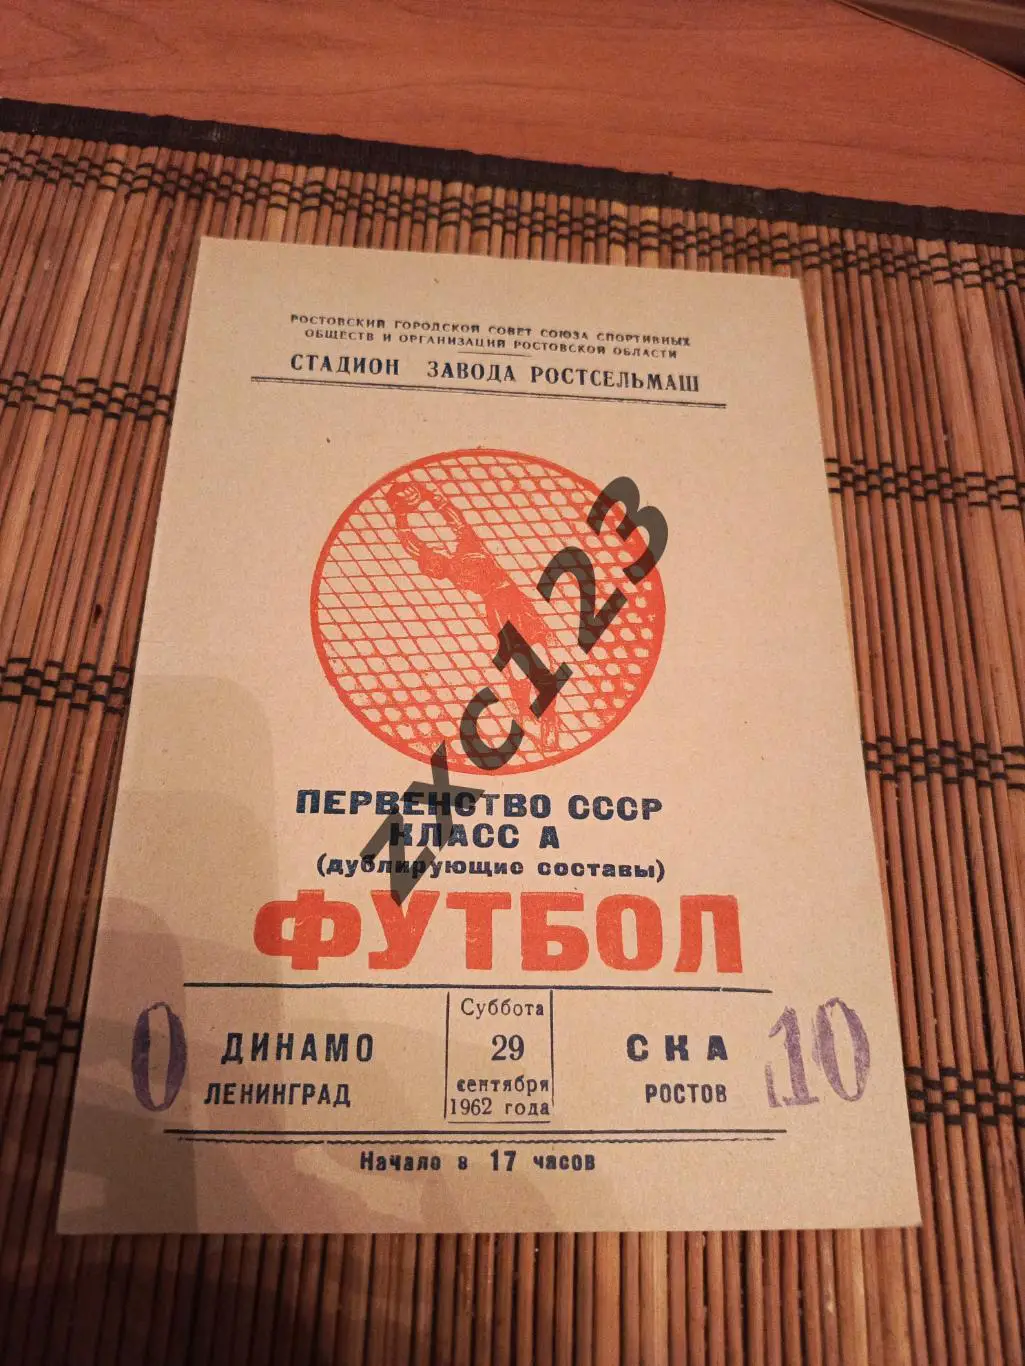 РОСТОВСКИЙ ГОРОДСКОЙ СОВЕТ СОЮЗА СПОРТИВНЫХ
ОБЩЕСТВ И ОРГАНИЗАЦИЙ РОСТОВСКОЙ ОБЛАСТИ
СТАДИОН ЗАВОДА РОСТСЕЛЬМАШ
zxc123
ПЕРВЕНСТВО СССР
КЛАСС А
(дублирующие составы)
ФУТБОЛ
0 ДИНАМО
ЛЕНИНГРАД
Суббота
29
сентября
1962 года
СКА 10
РОСТОВ
Начало в 17 часов